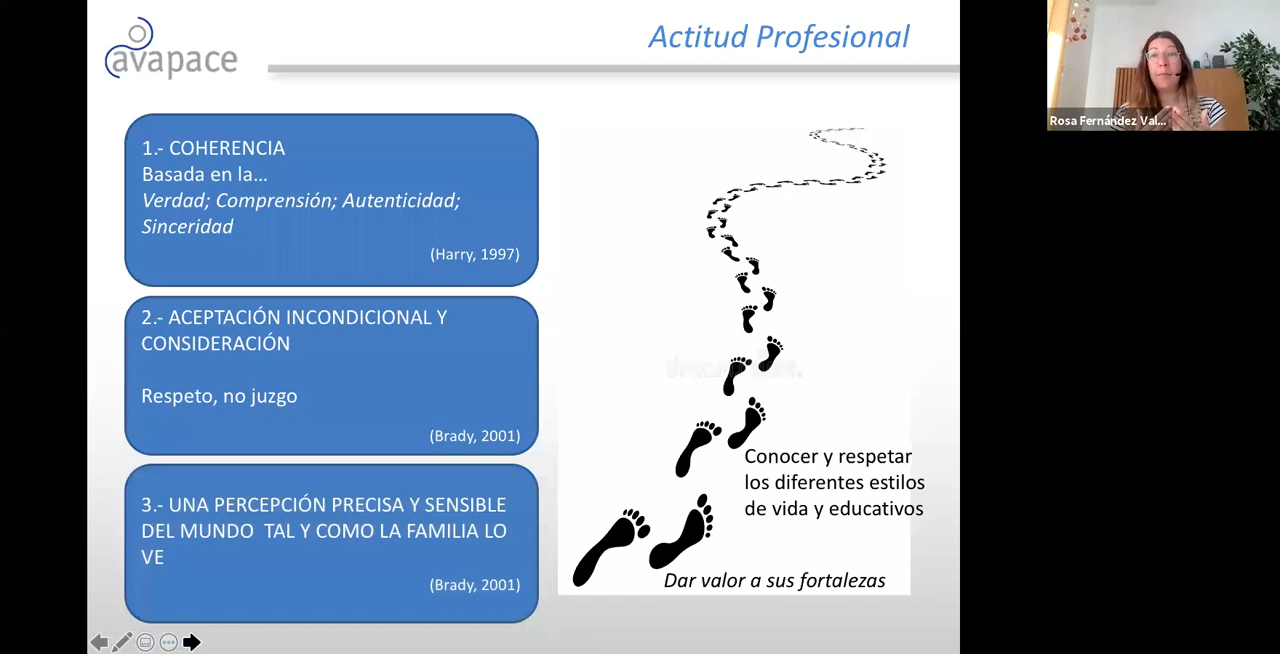 avapace
Actitud Profesional
1.- COHERENCIA
Basada en la...
Verdad; Comprensión; Autenticidad;
Sinceridad
(Harry, 1997)
2.- ACEPTACIÓN INCONDICIONAL Y
CONSIDERACIÓN
Respeto, no juzgo
(Brady, 2001)
3.- UNA PERCEPCIÓN PRECISA Y SENSIBLE
DEL MUNDO TAL Y COMO LA FAMILIA LO
VE
(Brady, 2001)
Conocer y respetar
los diferentes estilos
de vida y educativos
Dar valor a sus fortalezas
Rosa Fernández Val...